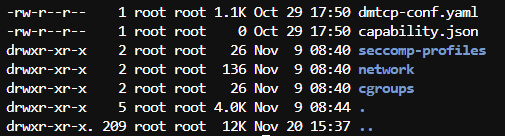 -rw-r--r--    1 root root 1.1K Oct 29 17:50 dmtcp-conf.yaml
-rw-r--r--    1 root root    0 Oct 29 17:50 capability.json
drwxr-xr-x    2 root root   26 Nov  9 08:40 seccomp-profiles
drwxr-xr-x    2 root root  136 Nov  9 08:40 network
drwxr-xr-x    2 root root   26 Nov  9 08:40 cgroups
drwxr-xr-x    5 root root 4.0K Nov  9 08:44 .
drwxr-xr-x. 209 root root  12K Nov 20 15:37 ..